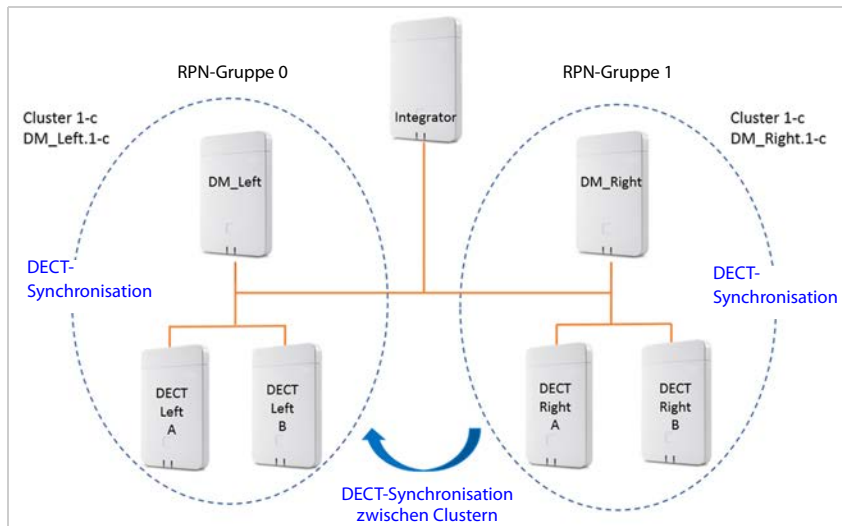 RPN-Gruppe 0
RPN-Gruppe 1
Integrator
Cluster 1-c
DM_Left.1-c
Cluster 1-c
DM_Right.1-c
DM_Left
DM_Right
DECT-
Synchronisation
DECT-
Synchronisation
DECT
Left
A
DECT
Left
B
DECT
Right
A
DECT
Right B
DECT-Synchronisation
zwischen Clustern